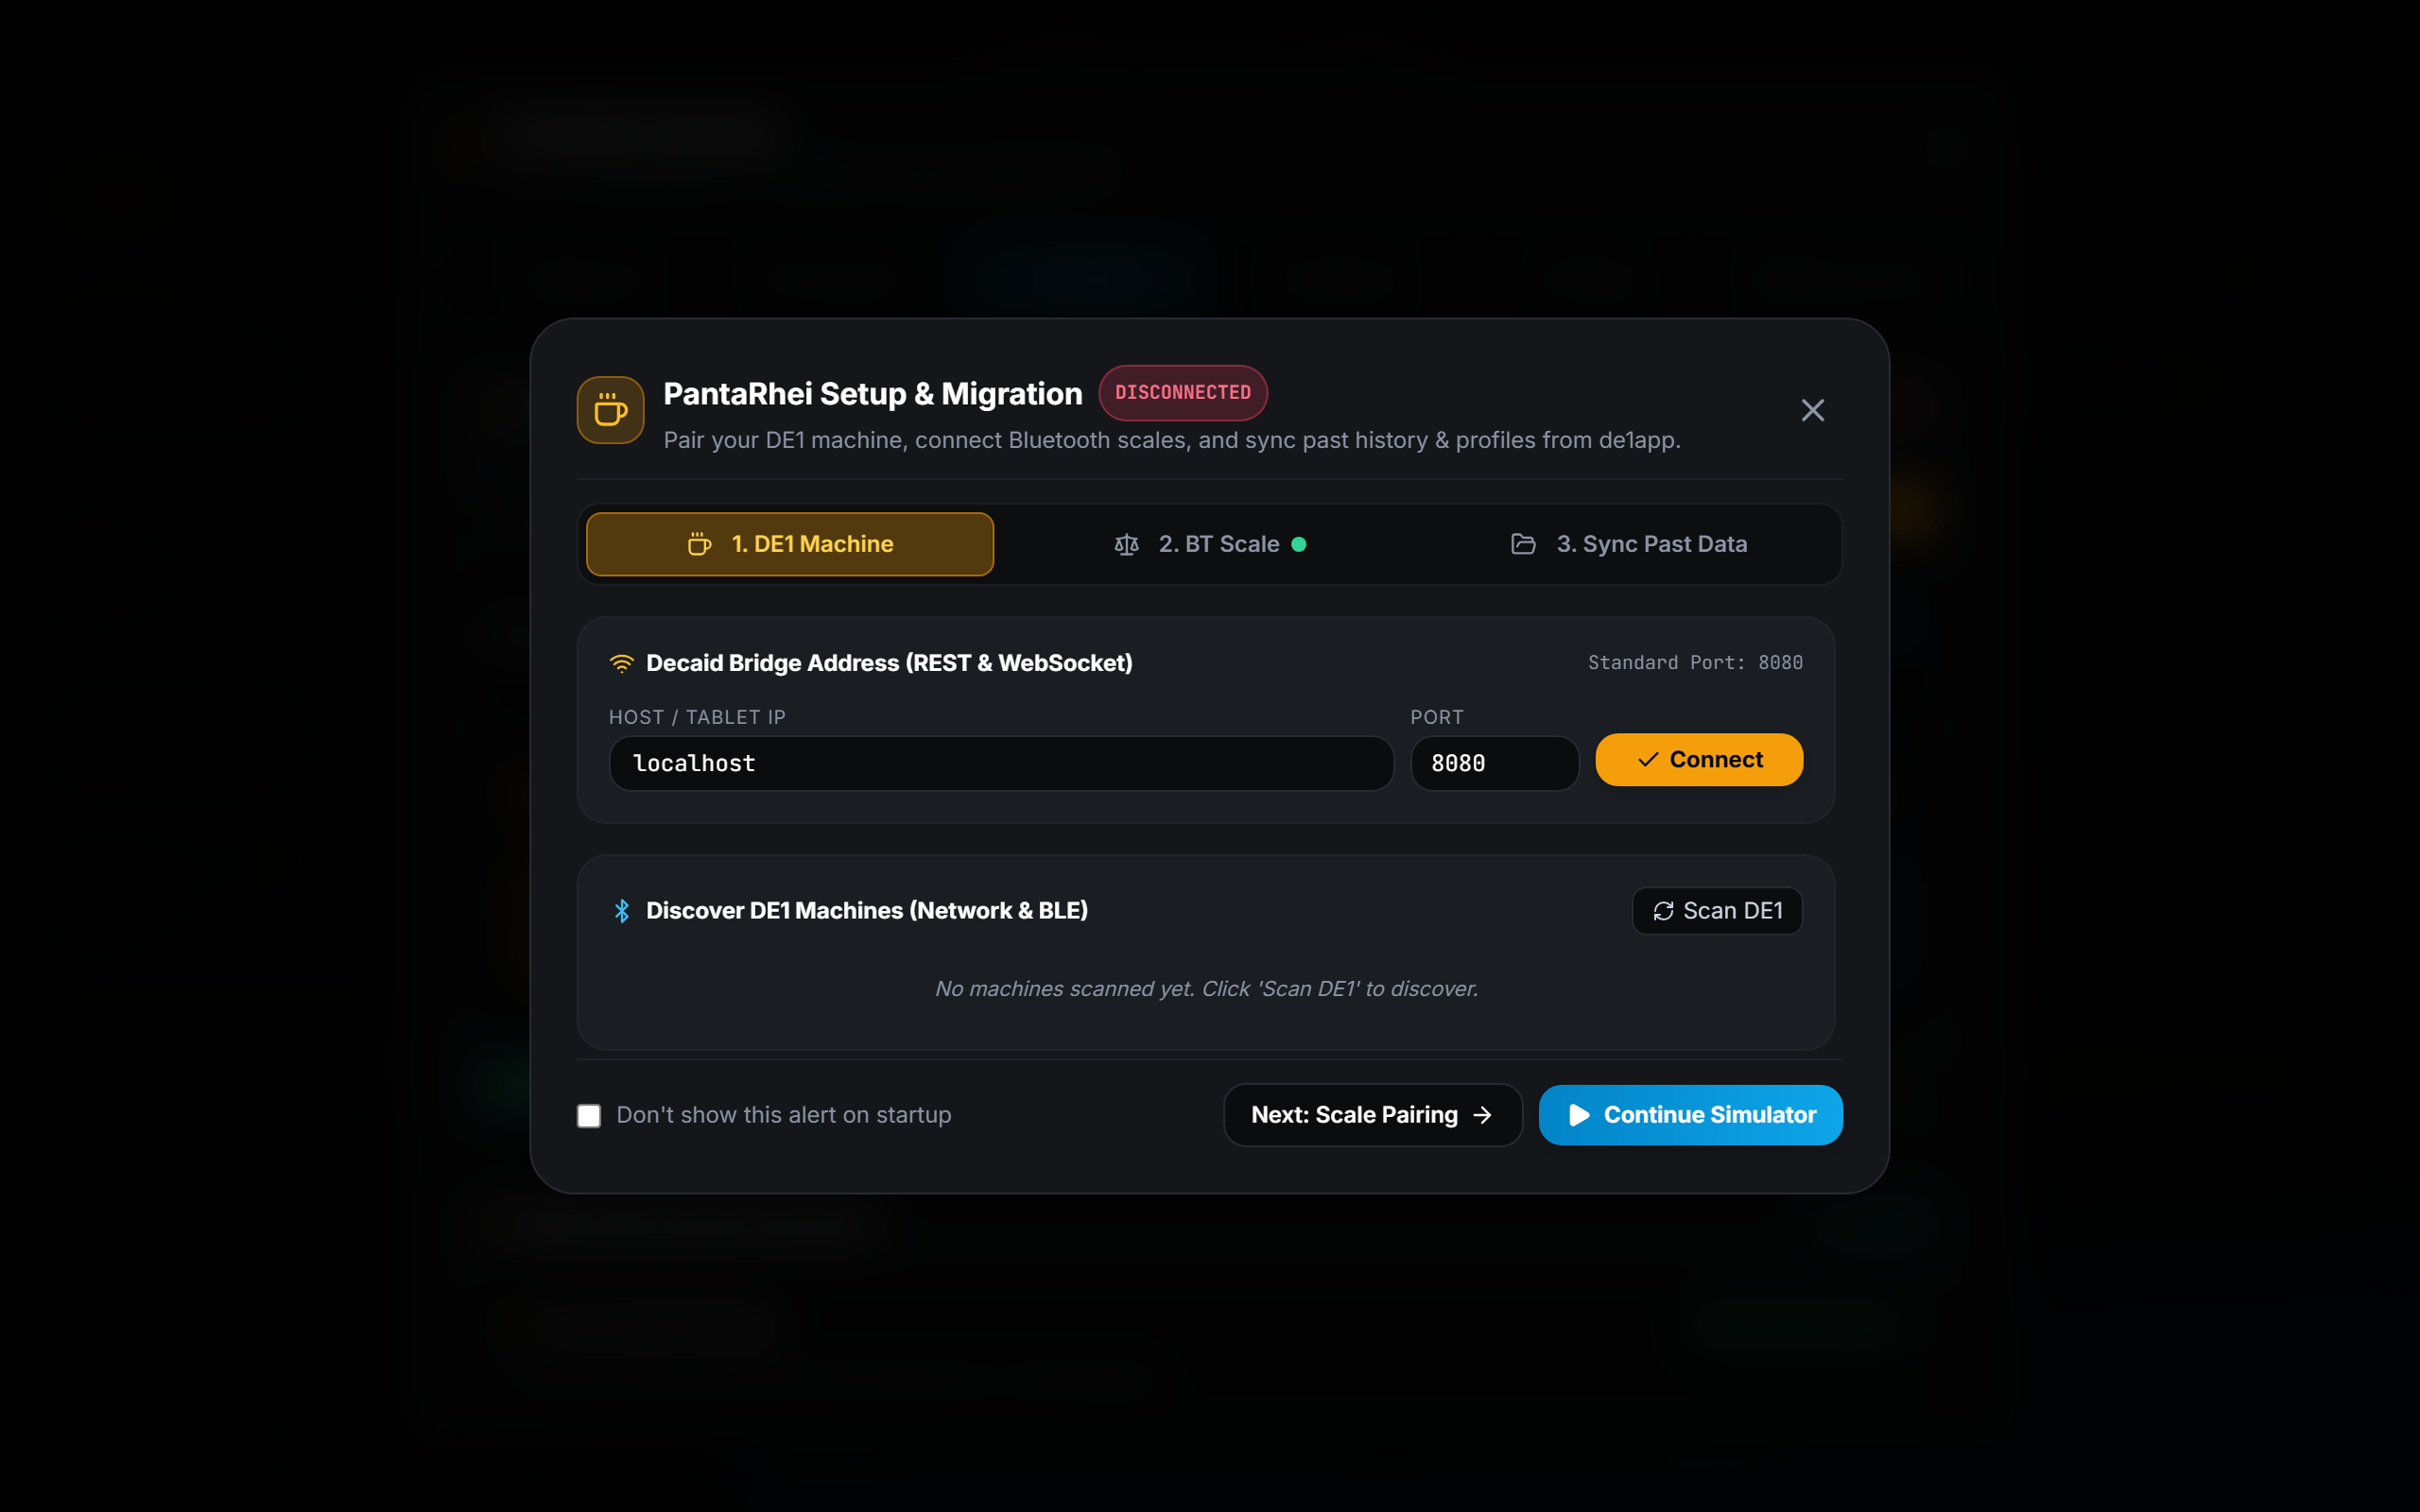 PantaRhei Setup & Migration DISCONNECTED
Pair your DE1 machine, connect Bluetooth scales, and sync past history & profiles from de1app.
1. DE1 Machine 2. BT Scale 3. Sync Past Data
Decaid Bridge Address (REST & WebSocket) Standard Port: 8080
HOST / TABLET IP PORT
localhost 8080 Connect
Discover DE1 Machines (Network & BLE) Scan DE1
No machines scanned yet. Click 'Scan DE1' to discover.
Don't show this alert on startup Next: Scale Pairing → Continue Simulator